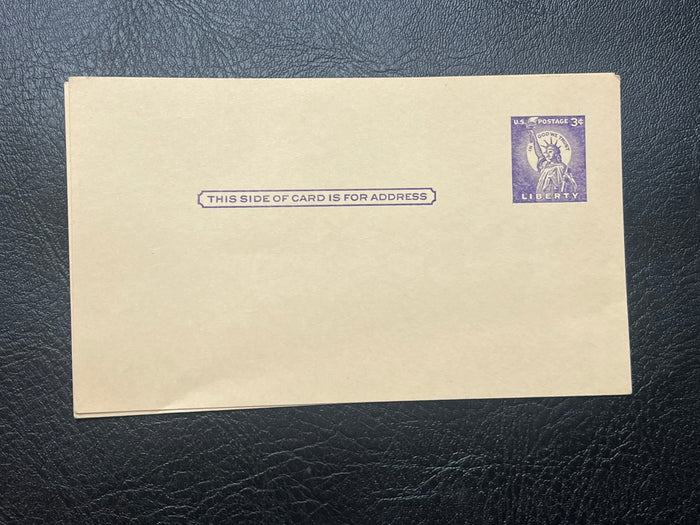 U.S. POSTAGE 3¢
IN GOD WE TRUST
LIBERTY
THIS SIDE OF CARD IS FOR ADDRESS